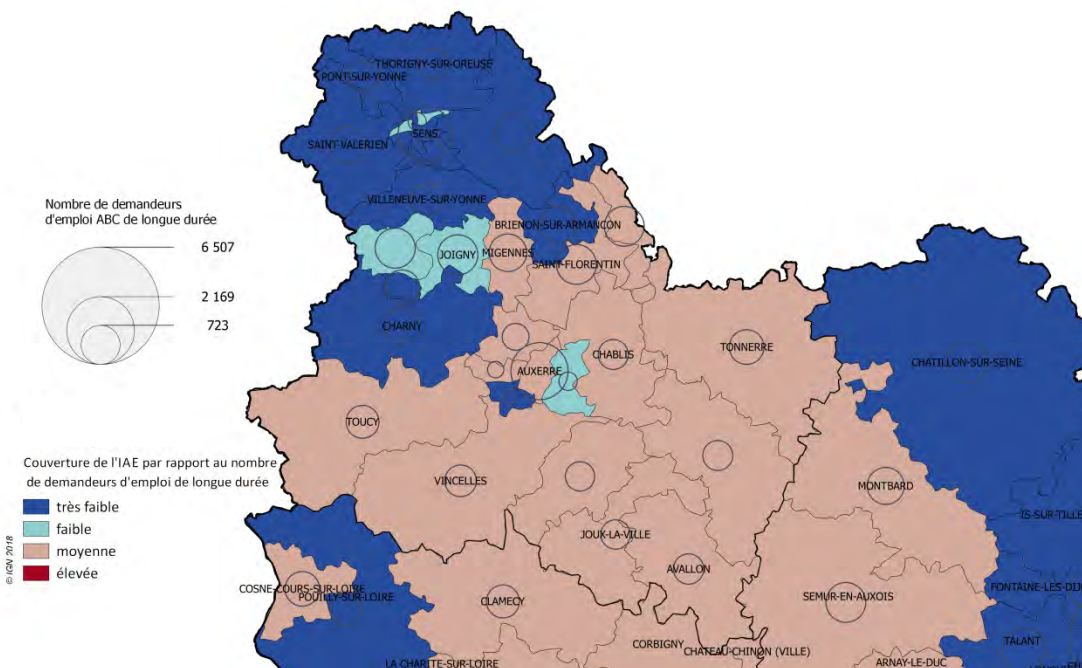 THORIGNY-SUR-OREUSE
PONT-SUR-YONNE
SENS
SAINT-VALERIEN
VILLENEUVE-SUR-YONNE
Nombre de demandeurs
d'emploi ABC de longue durée
6 507
2 169
723
BRIENON-SUR-ARMANÇON
JOIGNY
MIGENNES
SAINT-FLORENTIN
CHARNY
TONNERRE
CHABLIS
CHATILLON-SUR-SEINE
AUXERRE
TOUCY
Couverture de l'IAE par rapport au nombre
de demandeurs d'emploi de longue durée
très faible
faible
moyenne
élevée
© IGN 2018
VINCELLES
MONTBARD
IS-SUR-TILLE
JOUX-LA-VILLE
AVALLON
COSNE-COURS-SUR-LOIRE
POUILLY-SUR-LOIRE
CLAMECY
SEMUR-EN-AUXOIS
FONTAINE-LES-DIJ
TALANT
CORBIGNY
CHATEAU-CHINON (VILLE)
LA CHARITE-SUR-LOIRE
ARNAY-LE-DUC